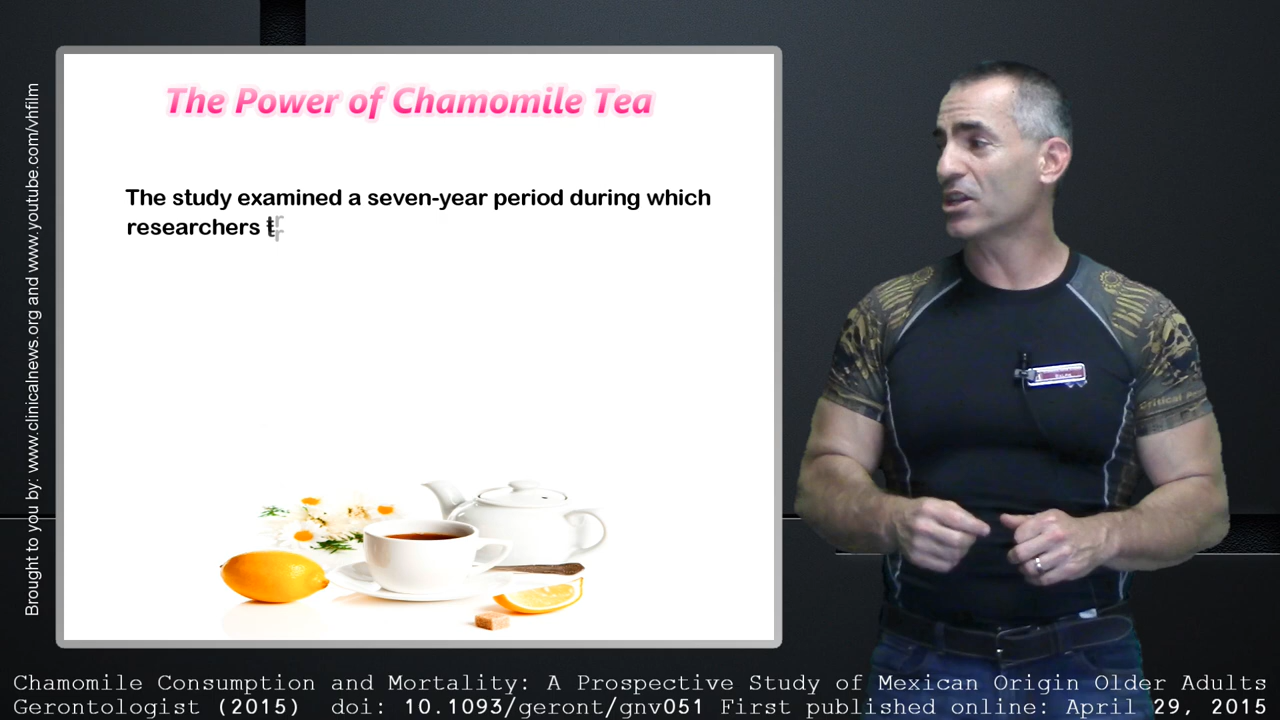 The Power of Chamomile Tea
The study examined a seven-year period during which
researchers t
Brought to you by: www.clinicalnews.org and www.youtube.com/vhfilm
Critical
Chamomile Consumption and Mortality: A Prospective Study of Mexican Origin Older Adults
Gerontologist (2015) doi: 10.1093/geront/gnv051 First published online: April 29, 2015